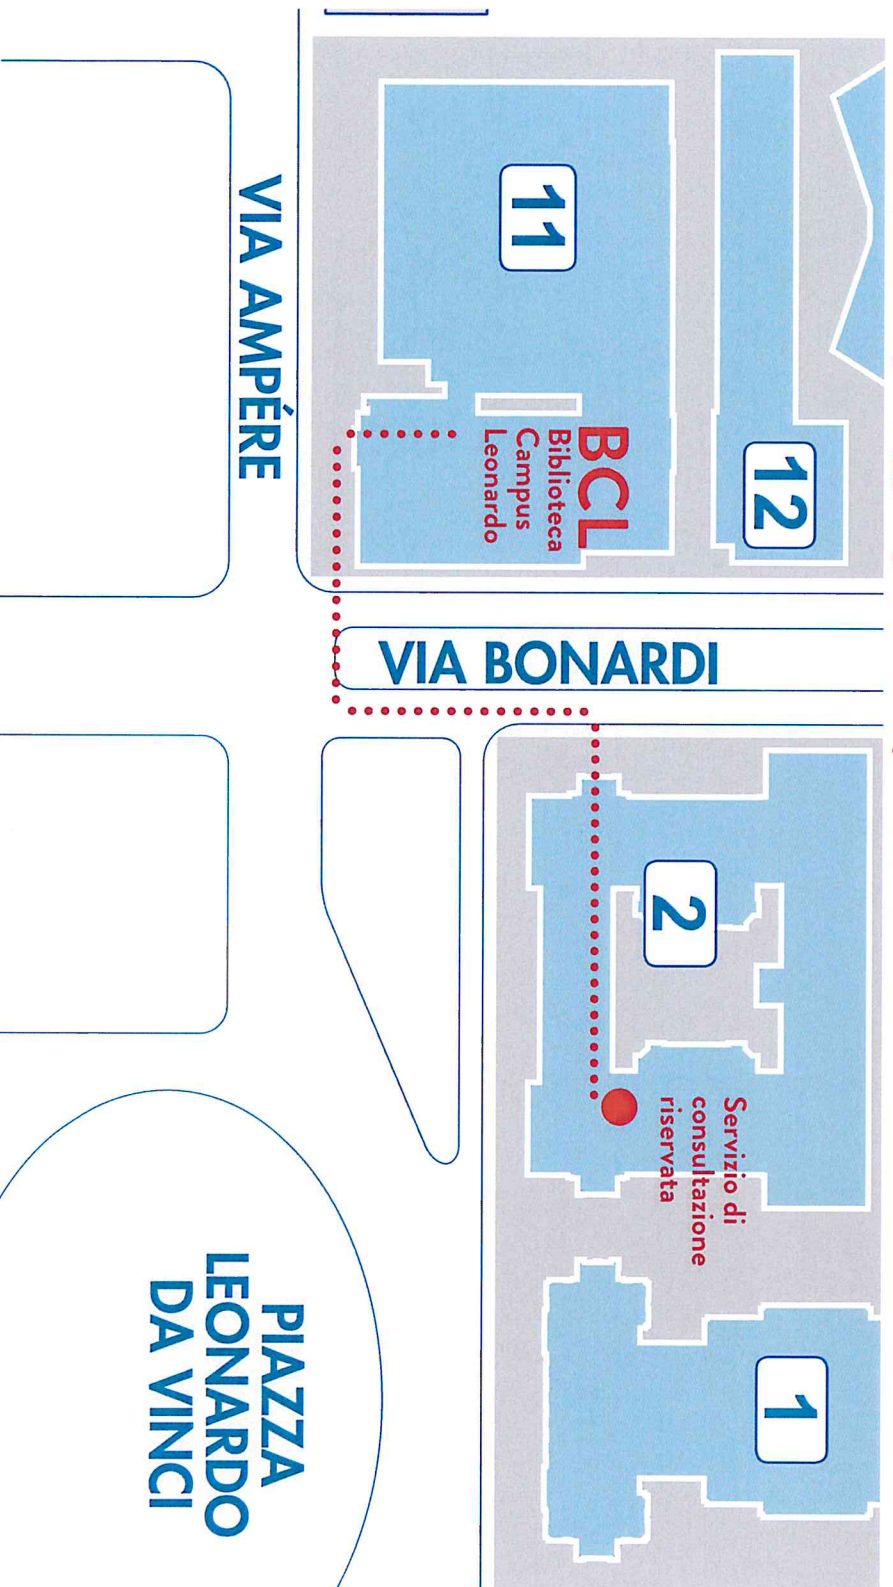 11
12
BCL
Biblioteca
Campus
Leonardo
VIA AMPÉRE
VIA BONARDI
2
Servizio di
consultazione
riservata
1
PIAZZA
LEONARDO
DA VINCI